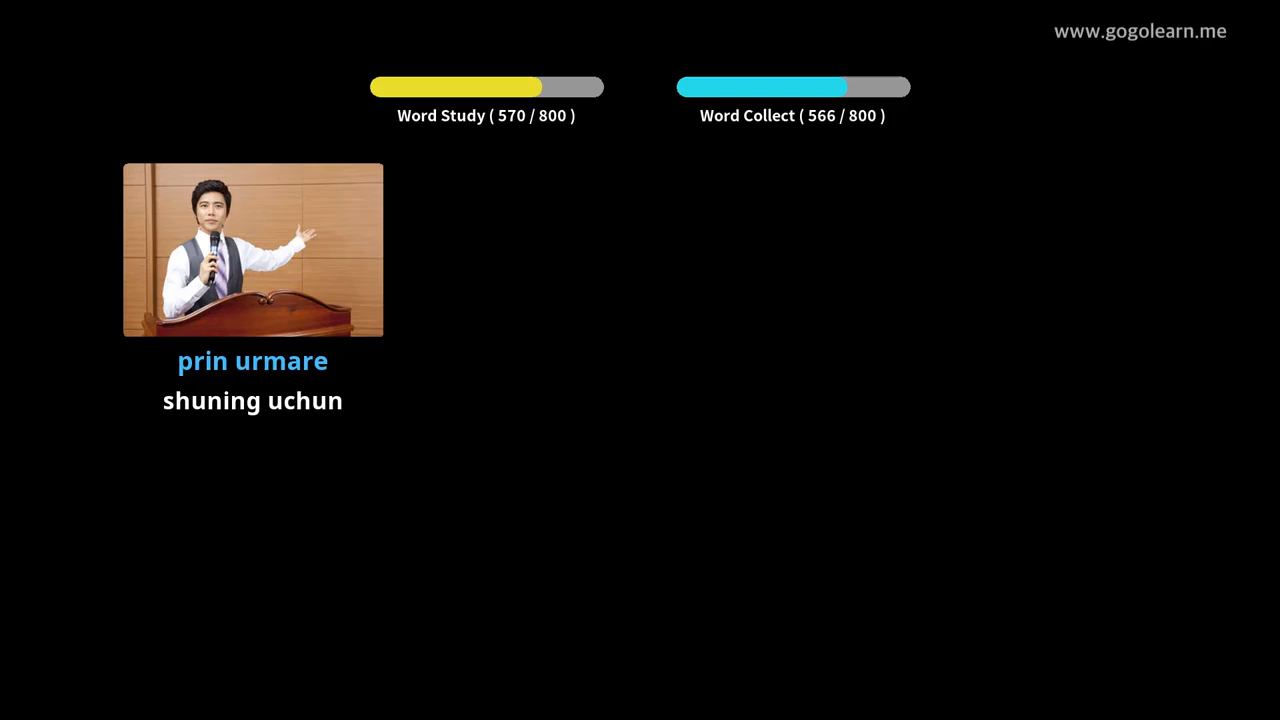 www.gogolearn.me
Word Study ( 570 / 800 )
Word Collect ( 566 / 800 )
prin urmare
shuning uchun